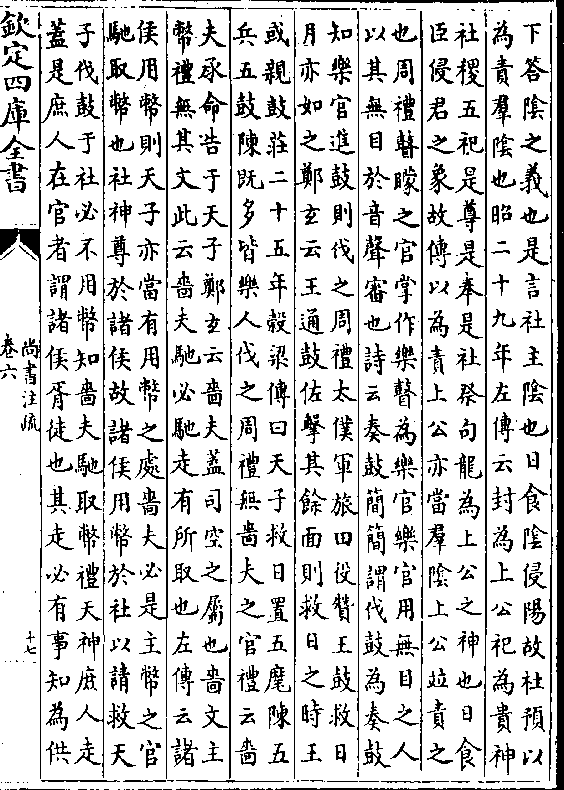 下答陰之義也是言社主陰也日食陰侵陽故社預以
為責羣陰也昭二十九年左傳云封為上公祀為貴神
社稷五祀是尊是奉是社祭句龍為上公之神也日食
臣侵君之象故傳以為責上公亦當羣陰上公竝責之
也周禮瞽矇之官掌作樂瞽為樂官樂官用無目之人
以其無目於音聲審也詩云奏鼓簡簡謂伐鼓為奏鼓
知樂官進鼓則伐之周禮太僕軍旅田役贊王鼓救日
月亦如之鄭玄云王通鼓佐擊其餘面則救日之時王
或親鼓莊二十五年穀梁傳曰天子救日置五麾陳五
兵五鼓陳既多皆樂人伐之周禮無嗇夫之官禮云嗇
夫承命告于天子鄭玄云嗇夫蓋司空之屬也嗇文主
幣禮無其文此云嗇夫馳必馳走有所取也左傳云諸
侯用幣則天子亦當有用幣之處嗇夫必是主幣之官
馳取幣也社神尊於諸侯故諸侯用幣於社以請救天
子伐鼓于社必不用幣知嗇夫馳取幣禮天神庶人走
蓋是庶人在官者謂諸侯胥徒也其走必有事知為供
欽定四庫全書
尚書注疏
卷六
十七